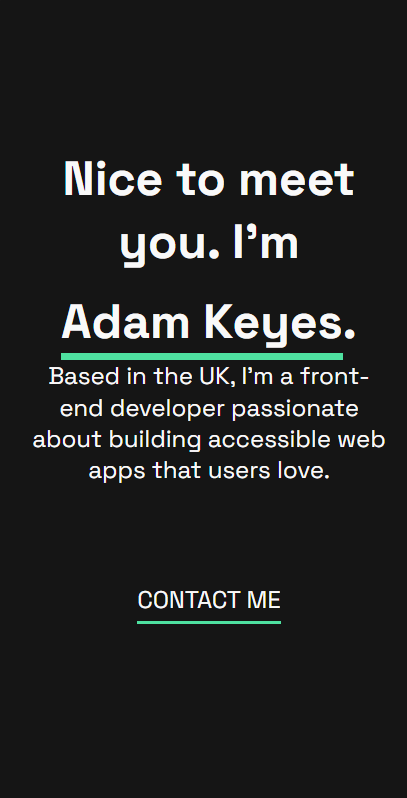 Nice to meet
you. I’m
Adam Keyes.
Based in the UK, I’m a front-
end developer passionate
about building accessible web
apps that users love.
CONTACT ME